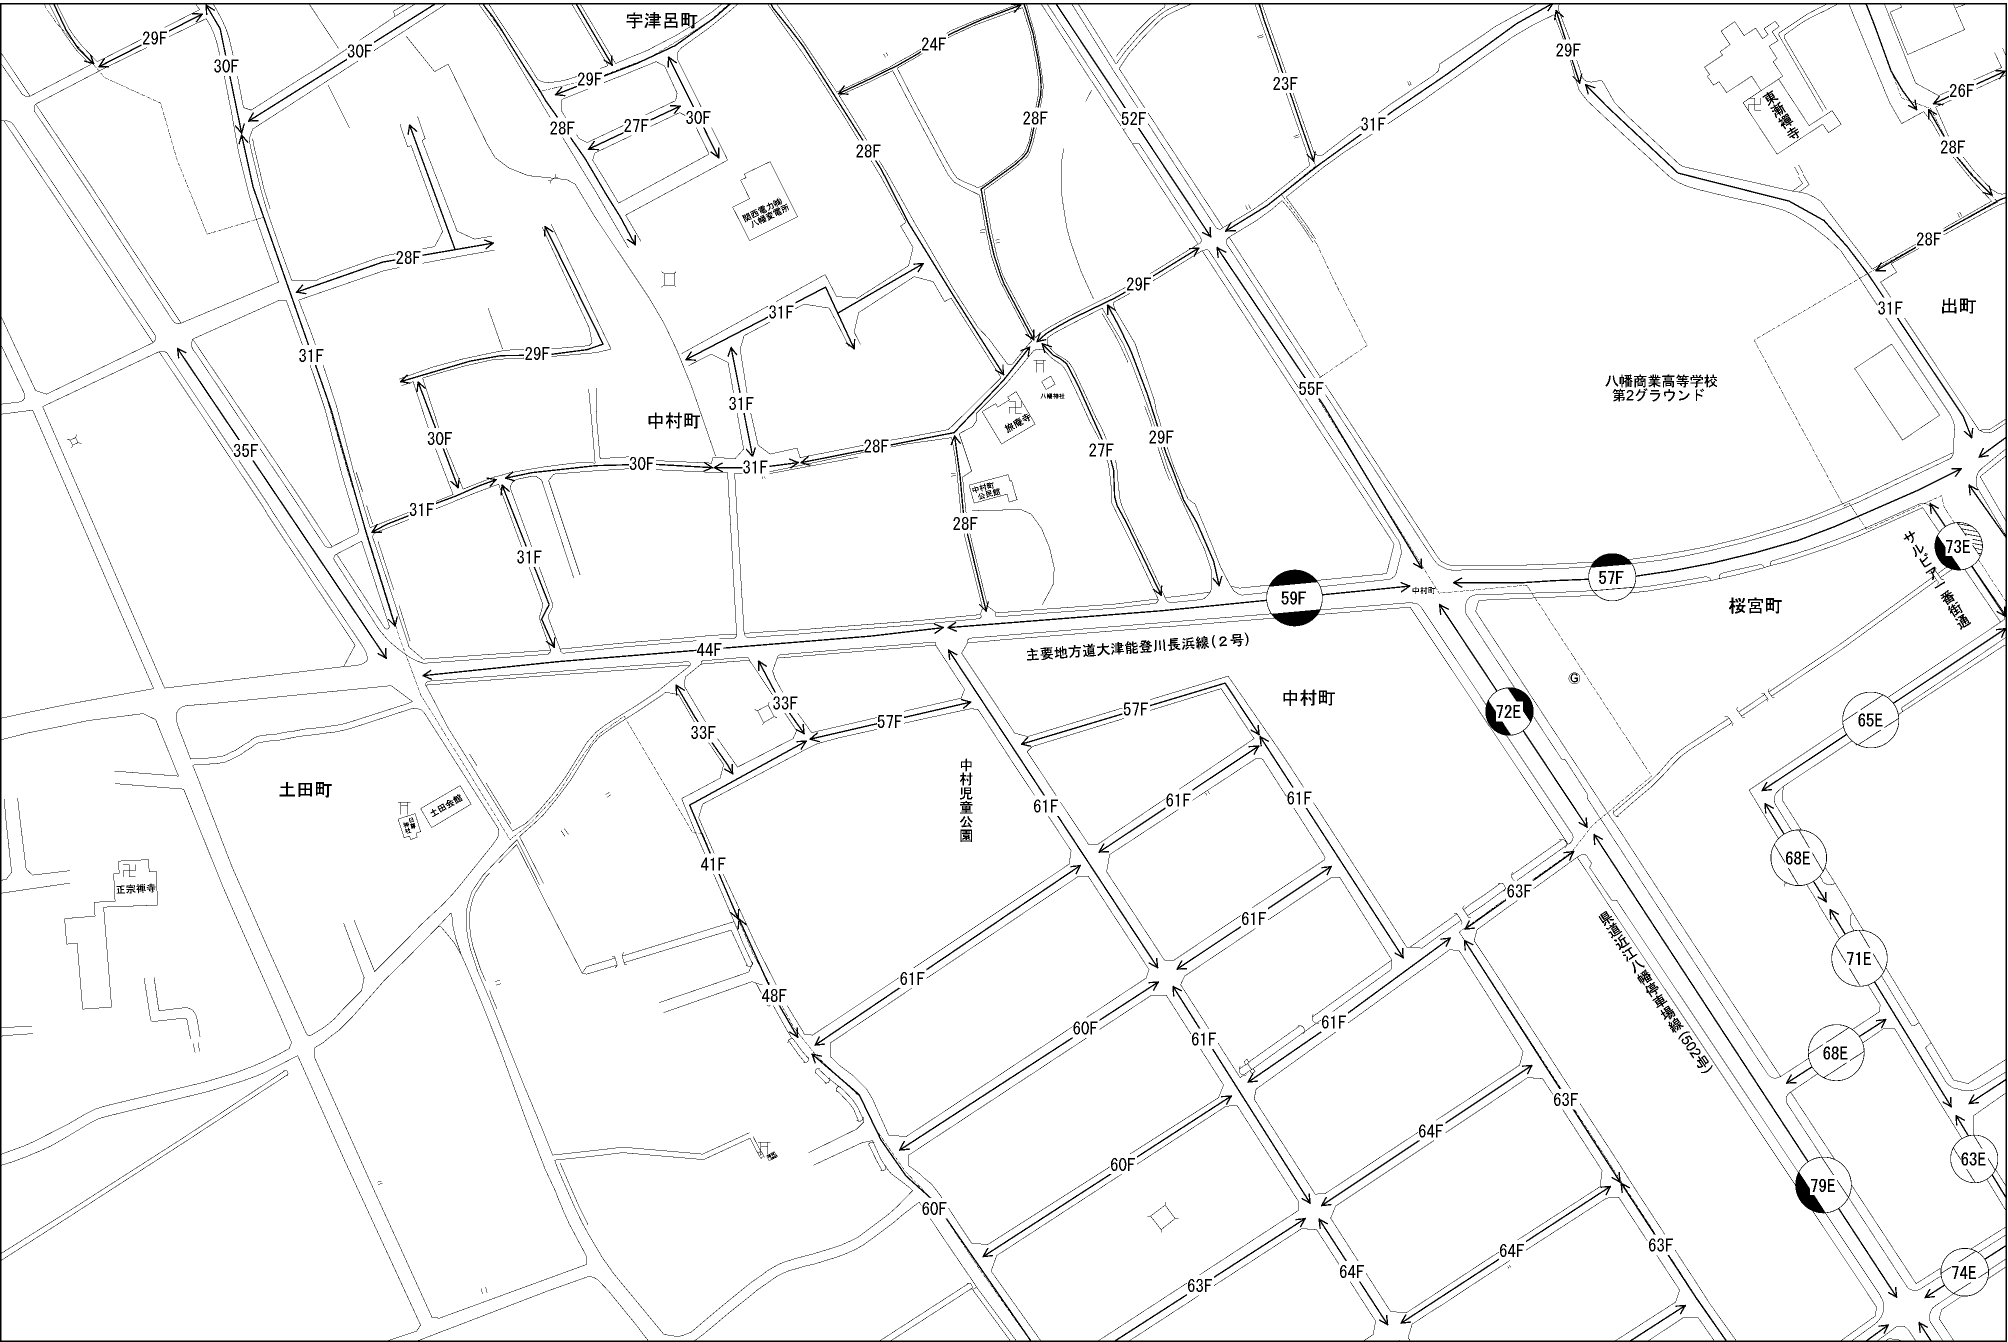 宇津呂町
29F
30F
30F
24F
29F
23F
29F
28F
27F
30F
28F
28F
52F
31F
26F
28F
東漸禅寺
関西電力㈱
八幡変電所
28F
28F
29F
31F
出町
31F
31F
29F
31F
30F
中村町
31F
八幡神社
55F
八幡商業高等学校
第2グラウンド
35F
30F
31F
28F
27F
29F
31F
31F
中村町
公民館
28F
59F
中村町
57F
73E
サルビア一番街通
桜宮町
44F
主要地方道大津能登川長浜線(2号)
33F
33F
57F
57F
中村町
G
72E
65E
土田町
土田会館
中村児童公園
61F
61F
61F
68E
正宗禅寺
41F
63F
61F
61F
県道近江八幡停車場線(502号)
71E
48F
60F
61F
61F
68E
63F
64F
60F
63E
79E
60F
63F
64F
64F
63F
74E